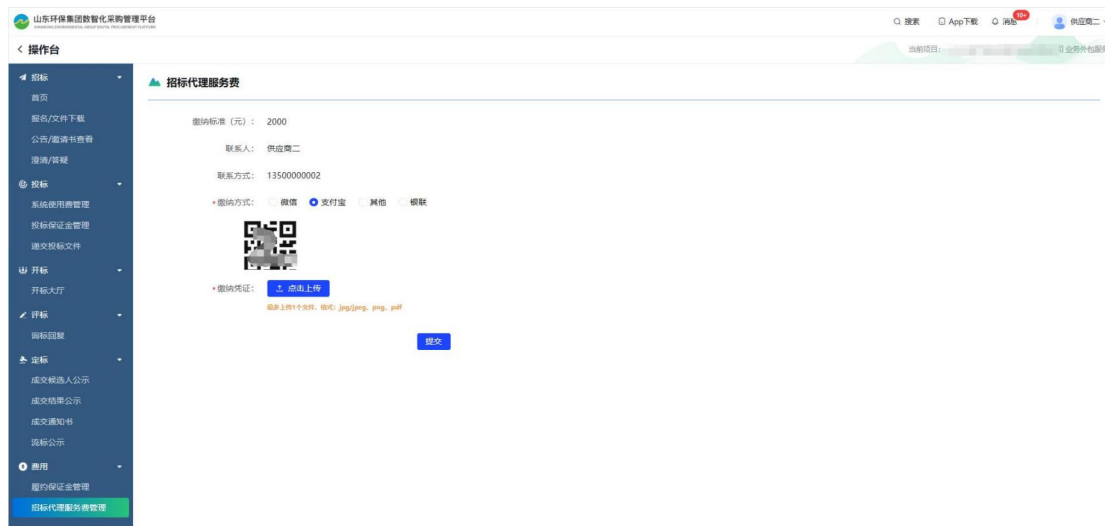 山东环保集团数智化采购管理平台
搜索 App下载 消息 10+ 供应商二
操作台
当前项目：
业务外包服
招标
首页
报名/文件下载
公告/邀请书查看
澄清/答疑
投标
系统使用费管理
投标保证金管理
递交投标文件
开标
开标大厅
评标
询标回复
定标
成交候选人公示
成交结果公示
成交通知书
流标公示
费用
履约保证金管理
招标代理服务费管理
招标代理服务费
缴纳标准（元）： 2000
联系人： 供应商二
联系方式： 13500000002
*缴纳方式： 微信 支付宝 其他 银联
*缴纳凭证： 点击上传
最多上传1个文件，格式：jpg/jpeg、png、pdf
提交